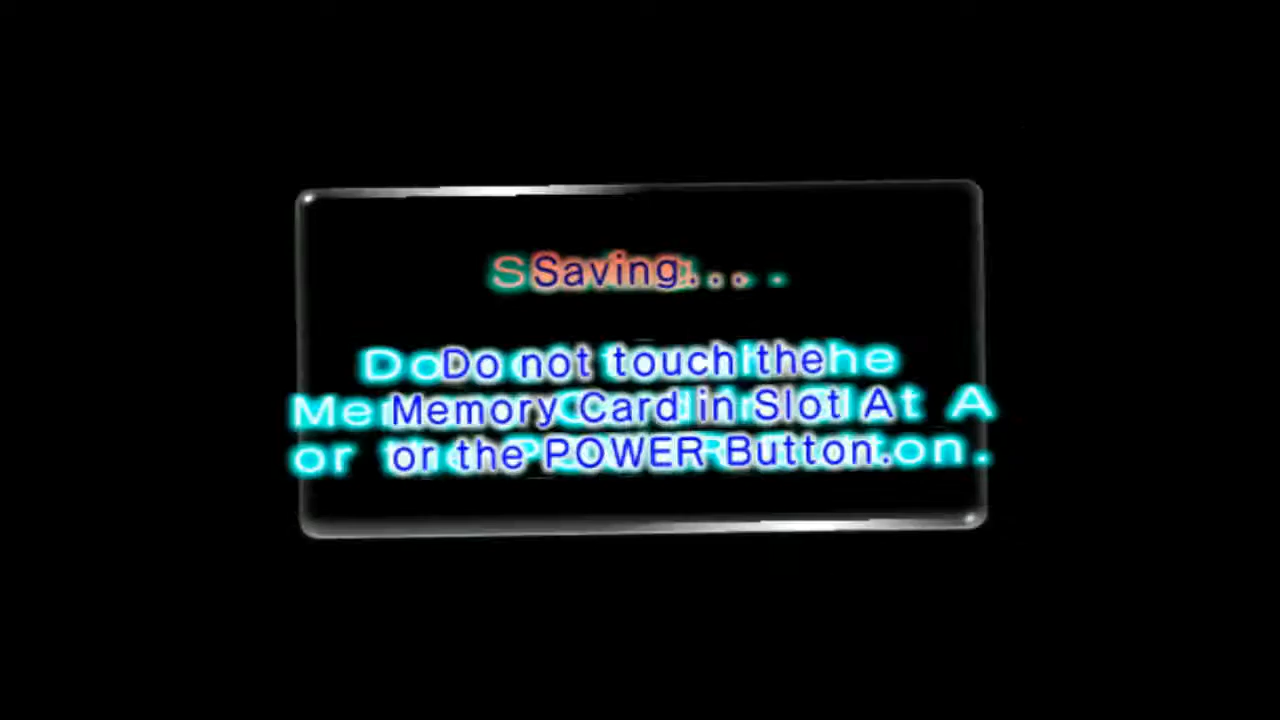 Saving...
Do not touch the
Memory Card in Slot A
or the POWER Button.